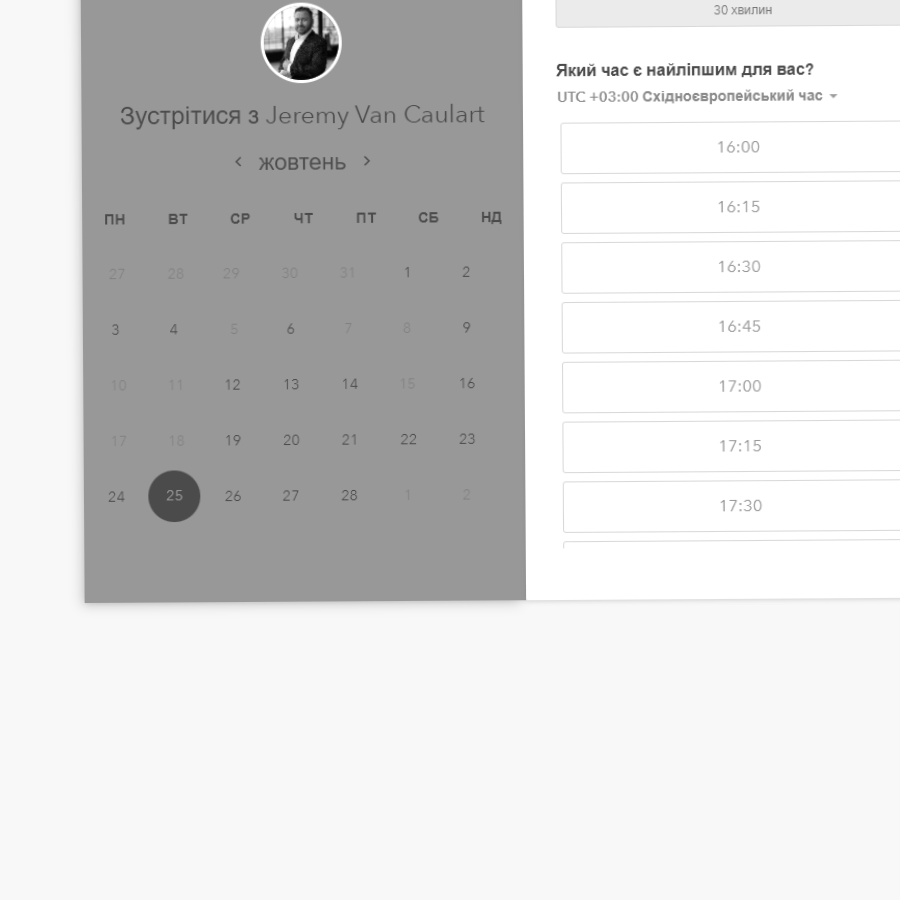 Зустрітися з Jeremy Van Caulart
жовтень
ПН ВТ СР ЧТ ПТ СБ НД
27 28 29 30 31 1 2
3 4 5 6 7 8 9
10 11 12 13 14 15 16
17 18 19 20 21 22 23
24 25 26 27 28 1 2
30 хвилин
Який час є найліпшим для вас?
UTC +03:00 Східноєвропейський час
16:00
16:15
16:30
16:45
17:00
17:15
17:30